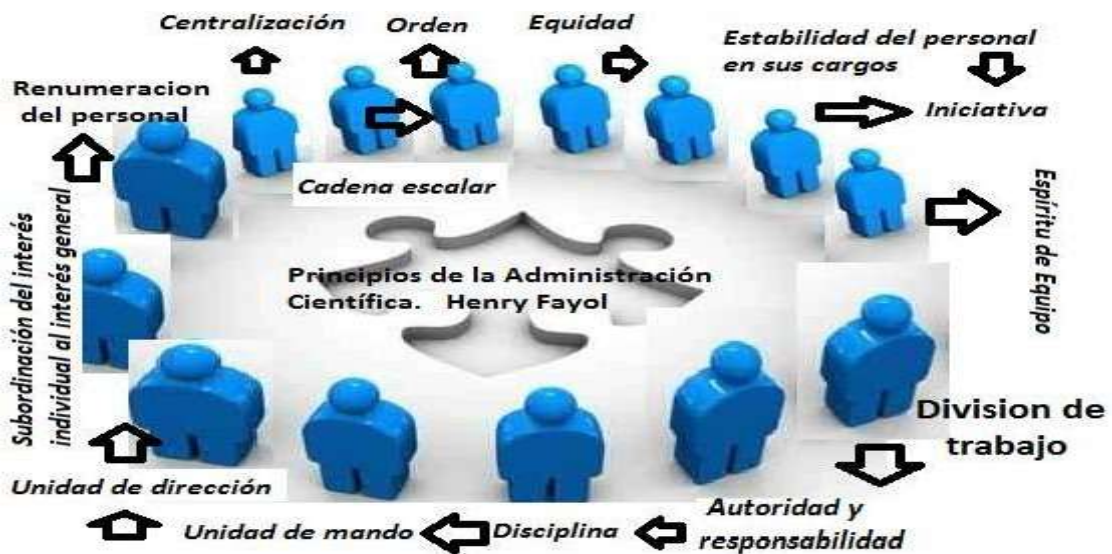 Centralización
Orden
Equidad
Estabilidad del personal
en sus cargos
Iniciativa
Renumeracion
del personal
Cadena escalar
Espíritu de Equipo
Subordinación del interés
individual al interés general
Principios de la Administración
Científica. Henry Fayol
Division de
trabajo
Unidad de dirección
Unidad de mando
Disciplina
Autoridad y
responsabilidad